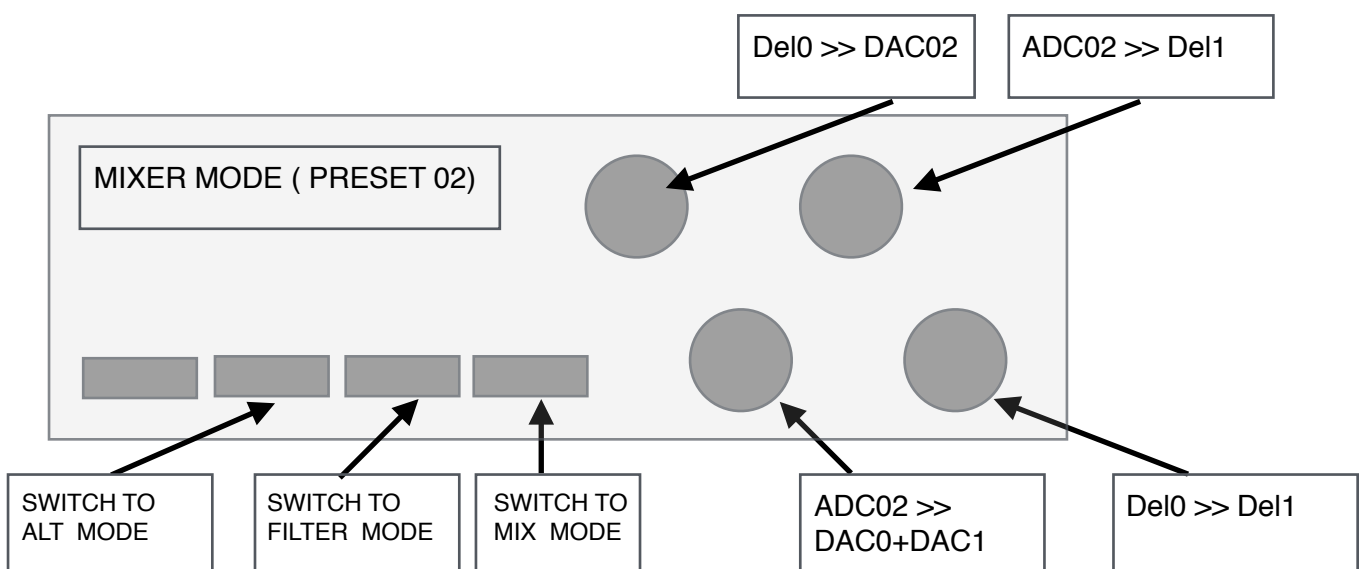 Del0 >> DAC02
ADC02 >> Del1
MIXER MODE ( PRESET 02)
SWITCH TO
ALT MODE
SWITCH TO
FILTER MODE
SWITCH TO
MIX MODE
ADC02 >>
DAC0+DAC1
Del0 >> Del1